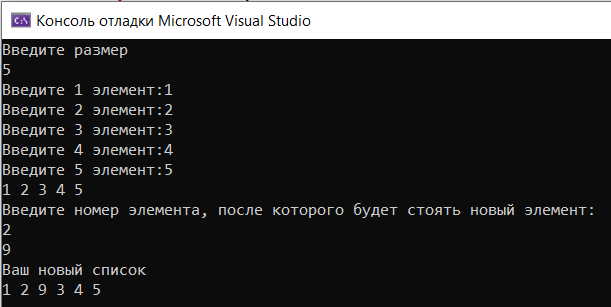 Консоль отладки Microsoft Visual Studio
Введите размер
5
Введите 1 элемент:1
Введите 2 элемент:2
Введите 3 элемент:3
Введите 4 элемент:4
Введите 5 элемент:5
1 2 3 4 5
Введите номер элемента, после которого будет стоять новый элемент:
2
9
Ваш новый список
1 2 9 3 4 5